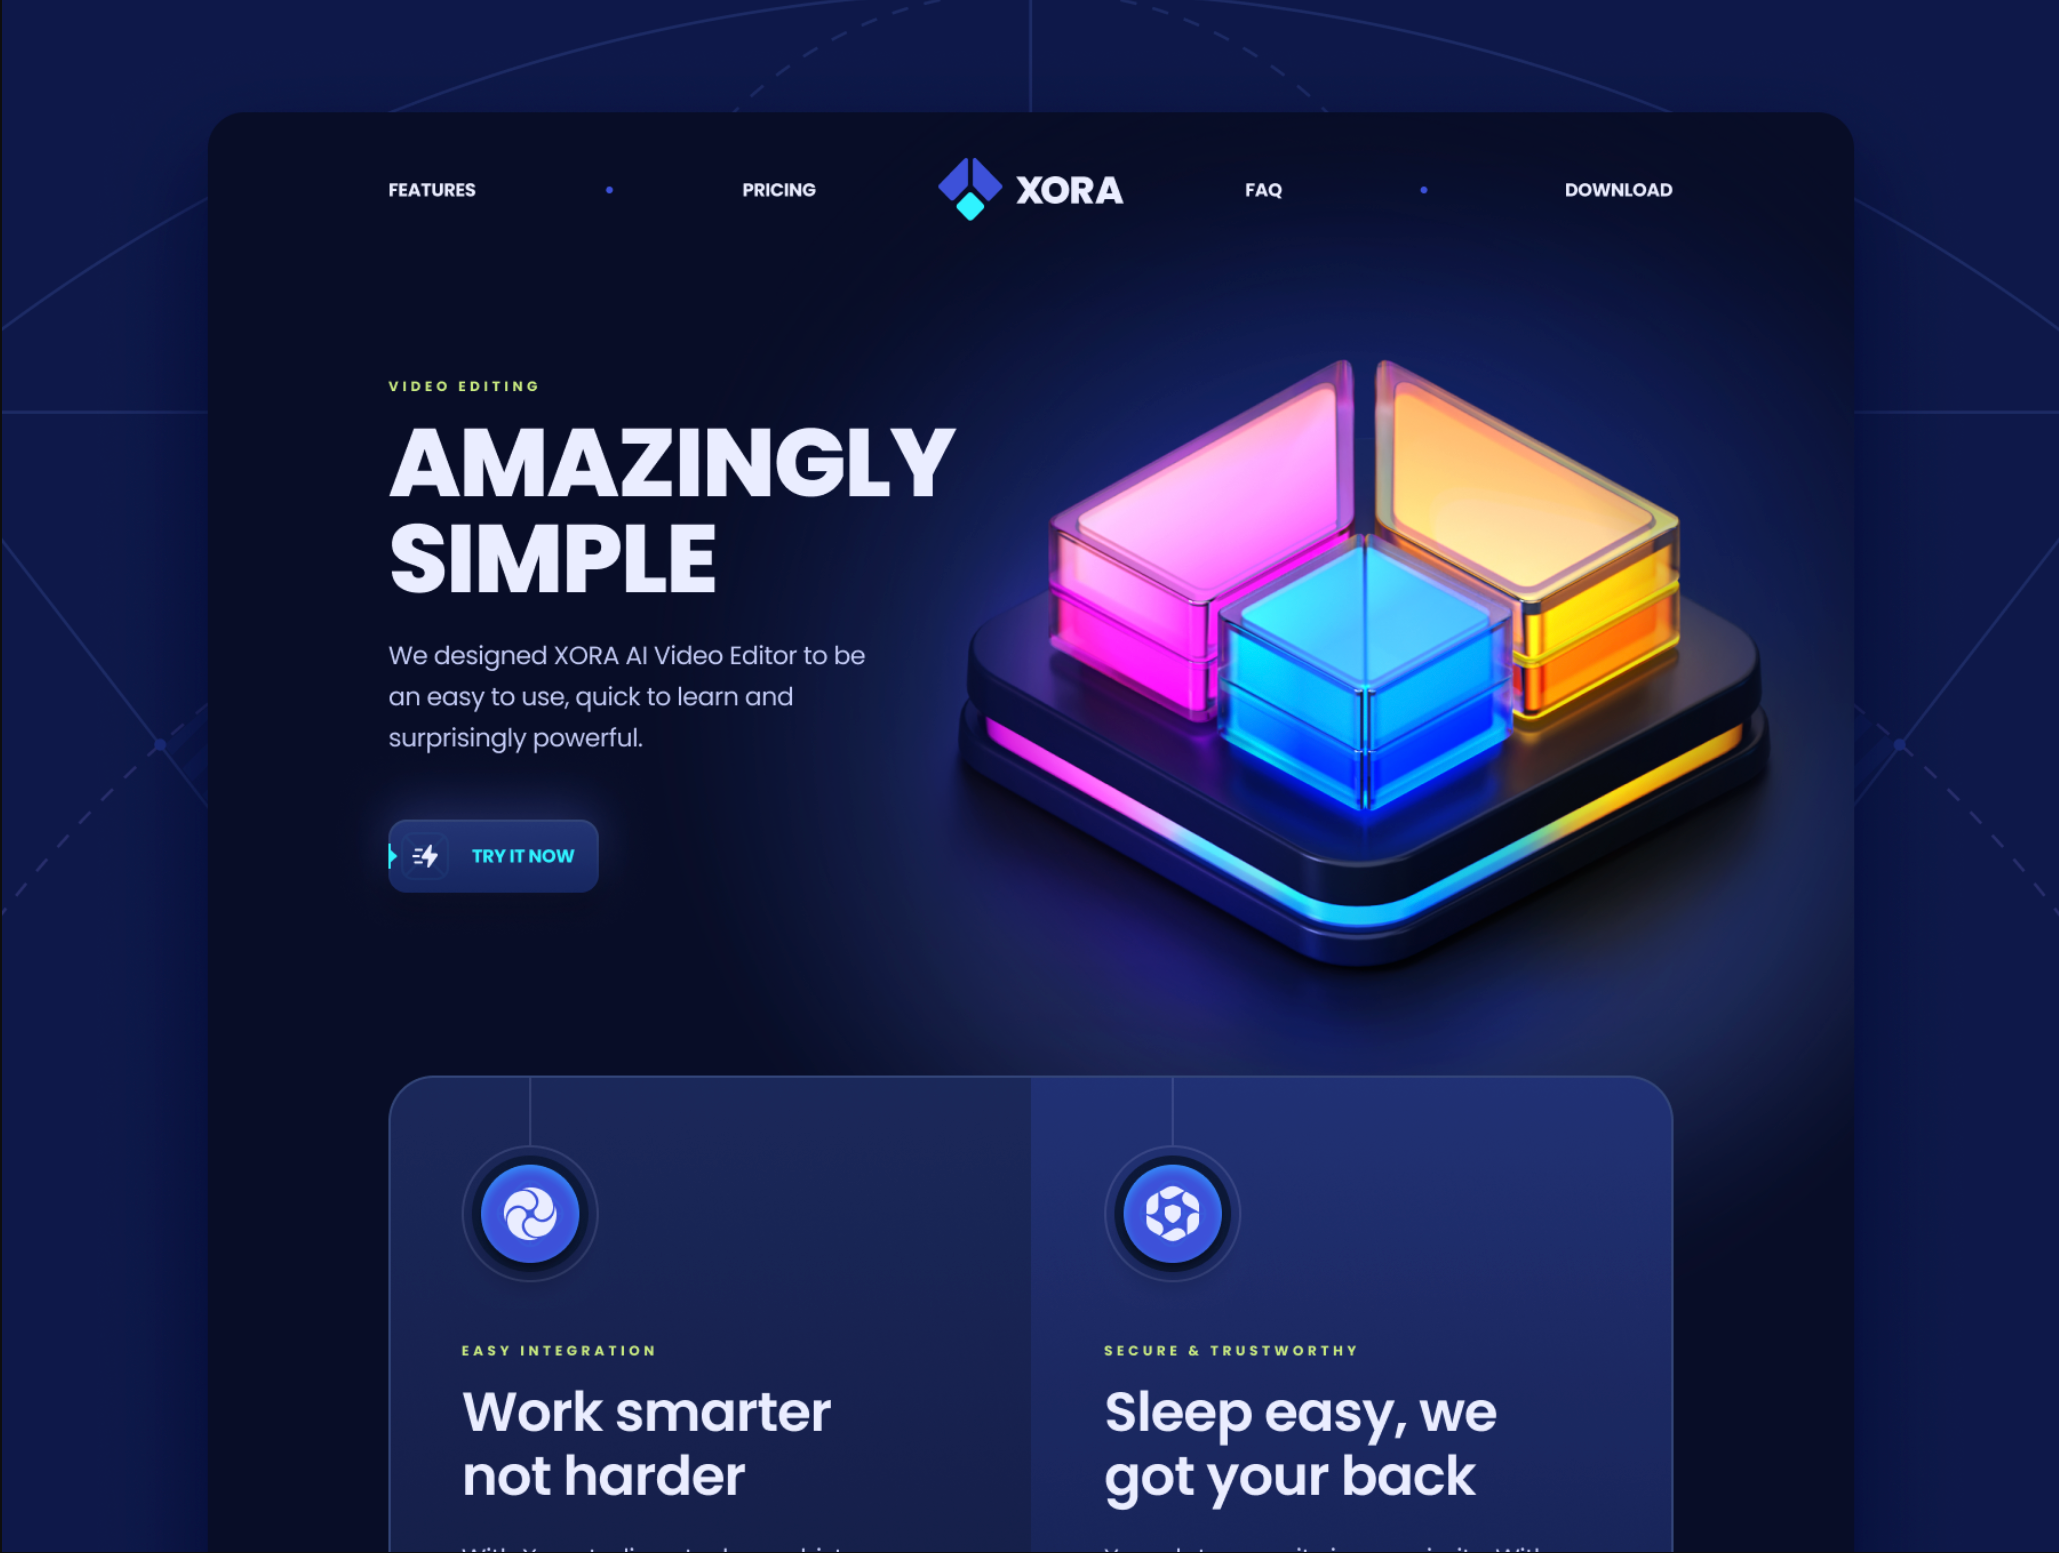 FEATURES
PRICING
XORA
FAQ
DOWNLOAD
VIDEO EDITING
AMAZINGLY
SIMPLE
We designed XORA AI Video Editor to be
an easy to use, quick to learn and
surprisingly powerful.
TRY IT NOW
EASY INTEGRATION
Work smarter
not harder
SECURE & TRUSTWORTHY
Sleep easy, we
got your back